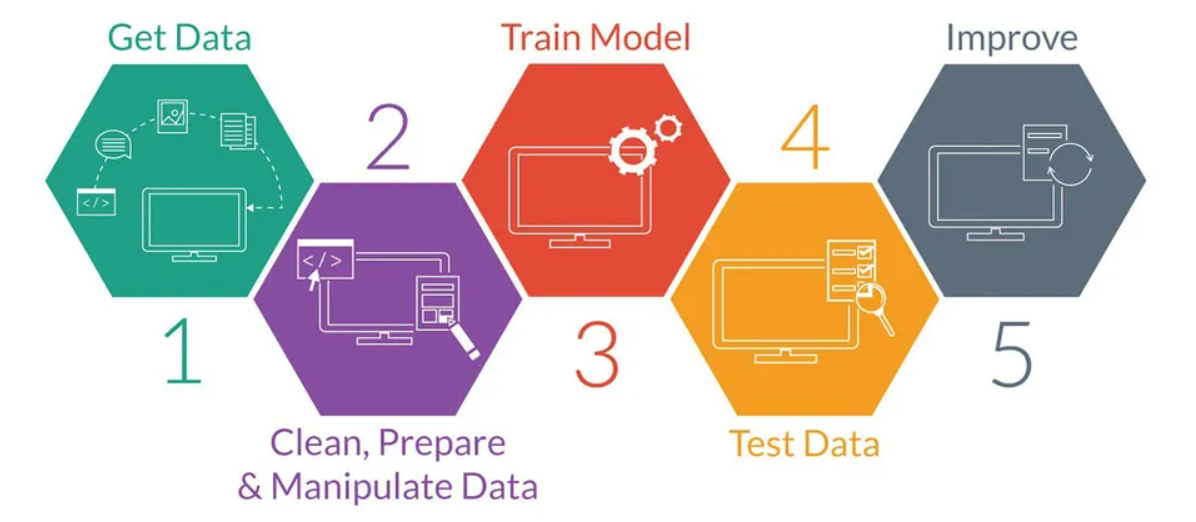 Get Data
1
2
Clean, Prepare
& Manipulate Data
Train Model
3
4
Test Data
Improve
5